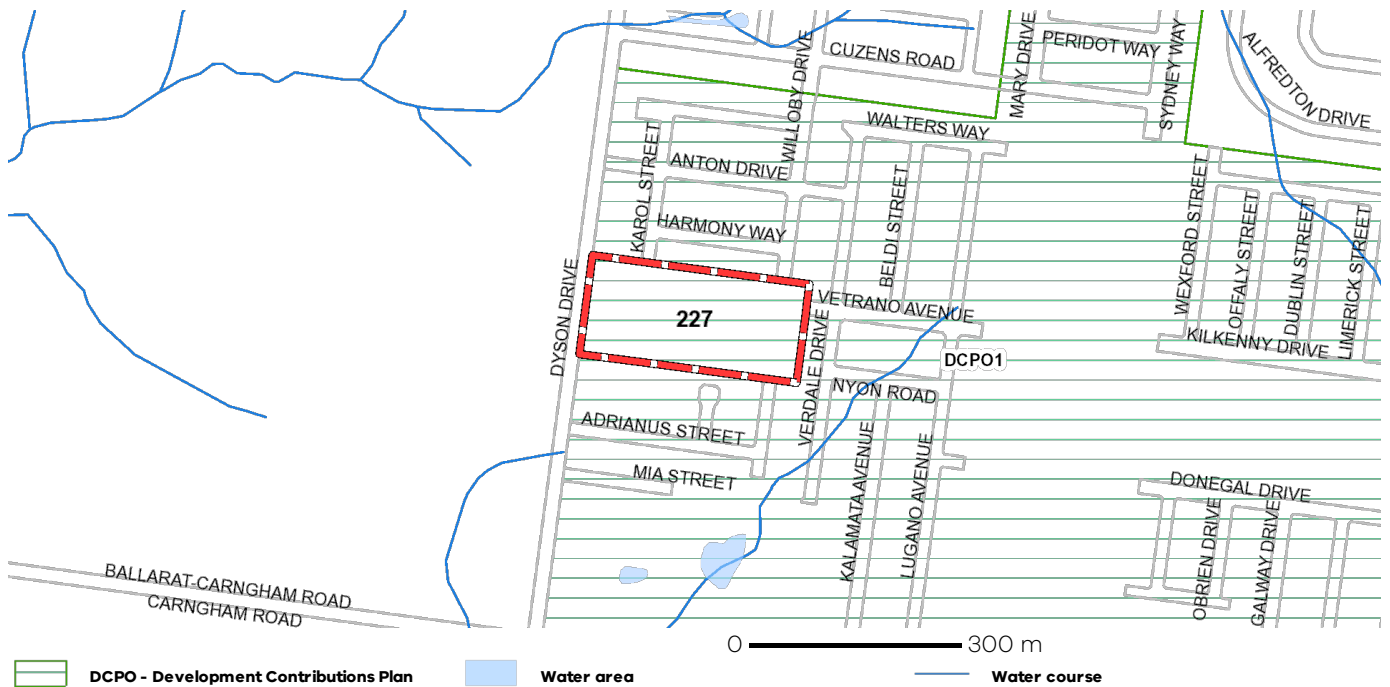 CUZENS ROAD
WILLOBY DRIVE
MARY DRIVE
PERIDOT WAY
SYDNEY WAY
ALFREDTON DRIVE
WALTERS WAY
ANTON DRIVE
KAROL STREET
HARMONY WAY
BELDI STREET
WEXFORD STREET
OFFALY STREET
DUBLIN STREET
LIMERICK STREET
DYSON DRIVE
227
VETRANO AVENUE
VERDALE DRIVE
KILKENNY DRIVE
DCPO1
NYON ROAD
ADRIANUS STREET
MIA STREET
KALAMATA AVENUE
LUGANO AVENUE
DONEGAL DRIVE
OBRIEN DRIVE
GALWAY DRIVE
BALLARAT-CARNGHAM ROAD
CARNGHAM ROAD
0 300 m
DCPO - Development Contributions Plan
Water area
Water course